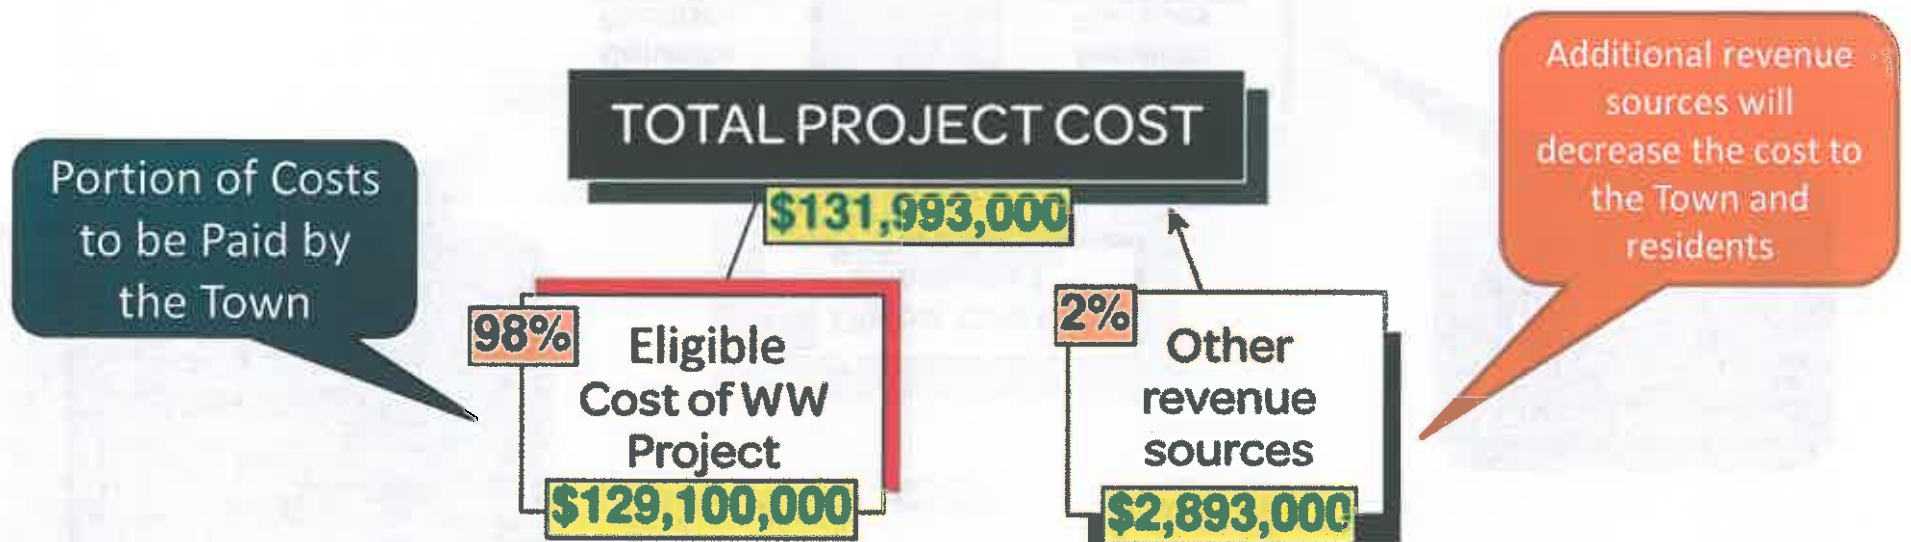 TOTAL PROJECT COST
$131,993,000
Portion of Costs
to be Paid by
the Town
Additional revenue
sources will
decrease the cost to
the Town and
residents
98%
Eligible
Cost of WW
Project
$129,100,000
2%
Other
revenue
sources
$2,893,000